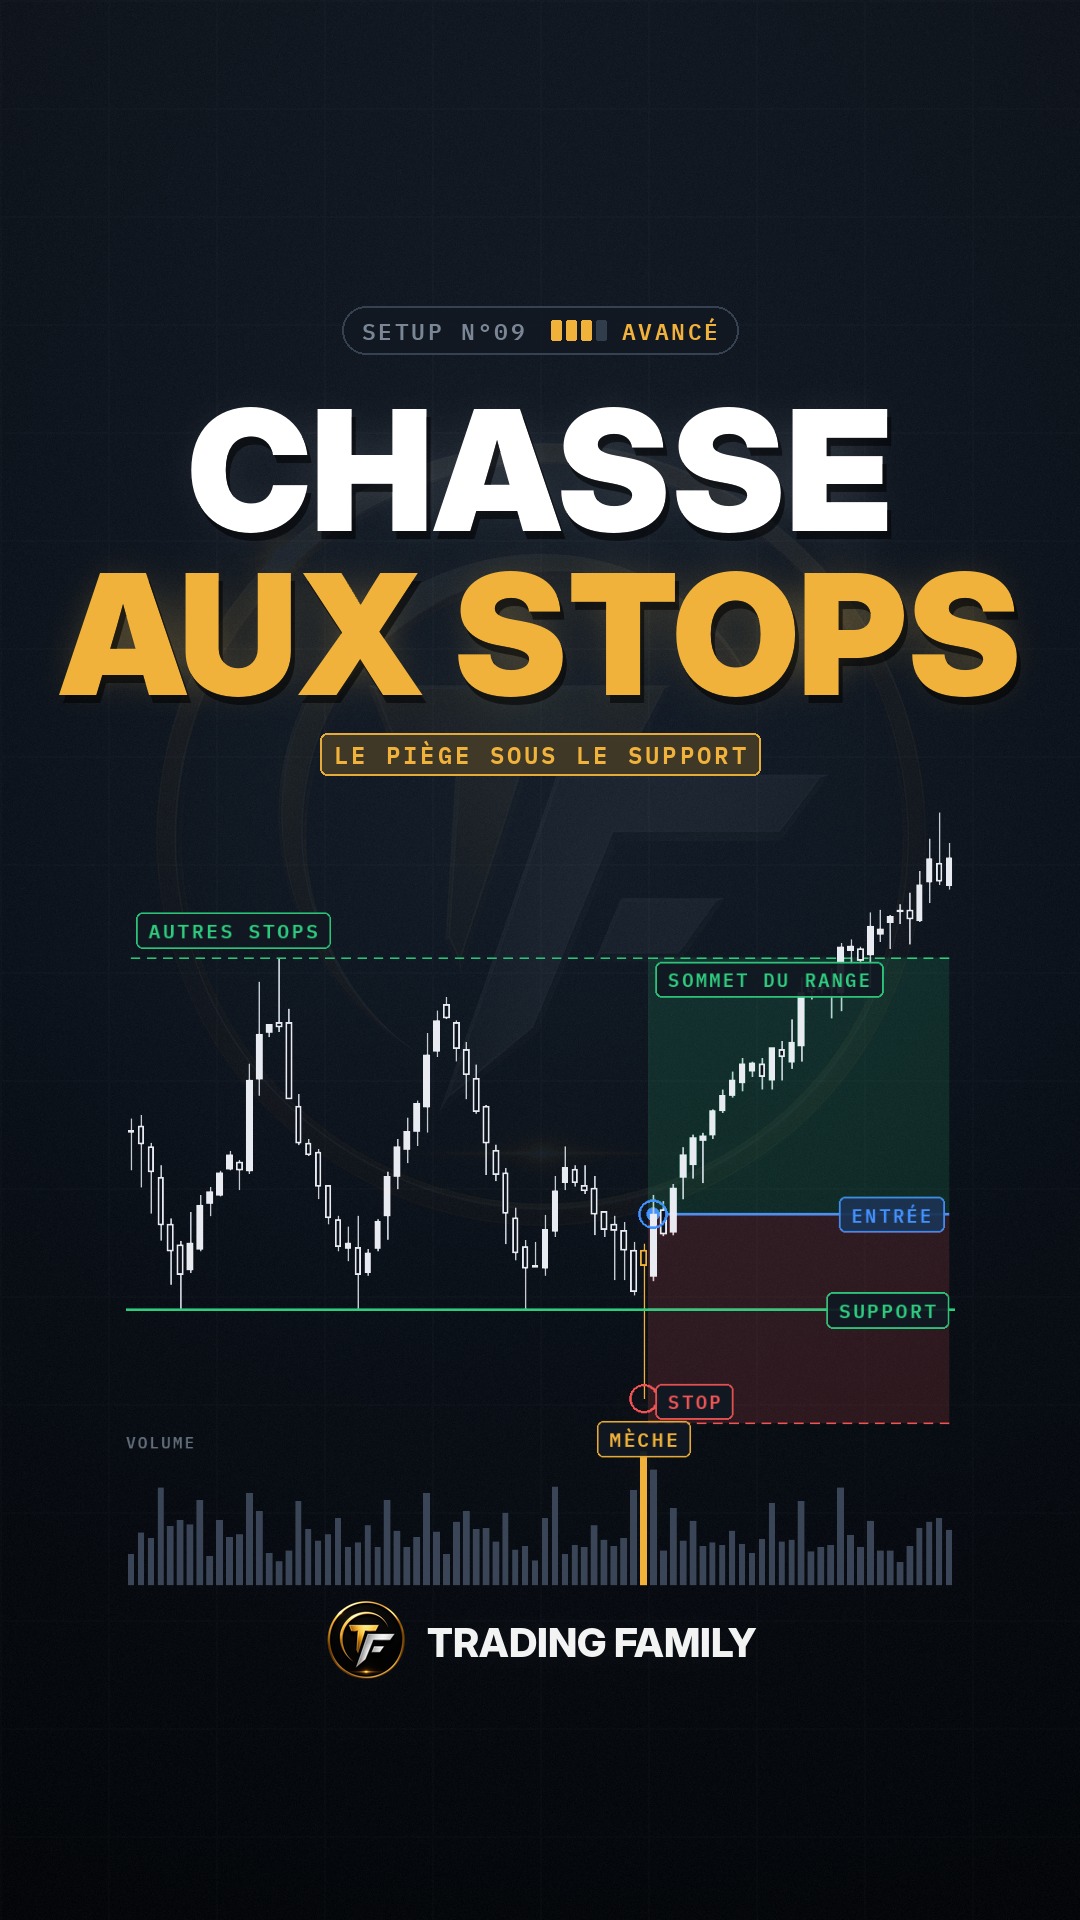 SETUP N°09 AVANCÉ
CHASSE
AUX STOPS
LE PIÈGE SOUS LE SUPPORT
AUTRES STOPS
SOMMET DU RANGE
ENTRÉE
SUPPORT
STOP
MÈCHE
VOLUME
TF TRADING FAMILY